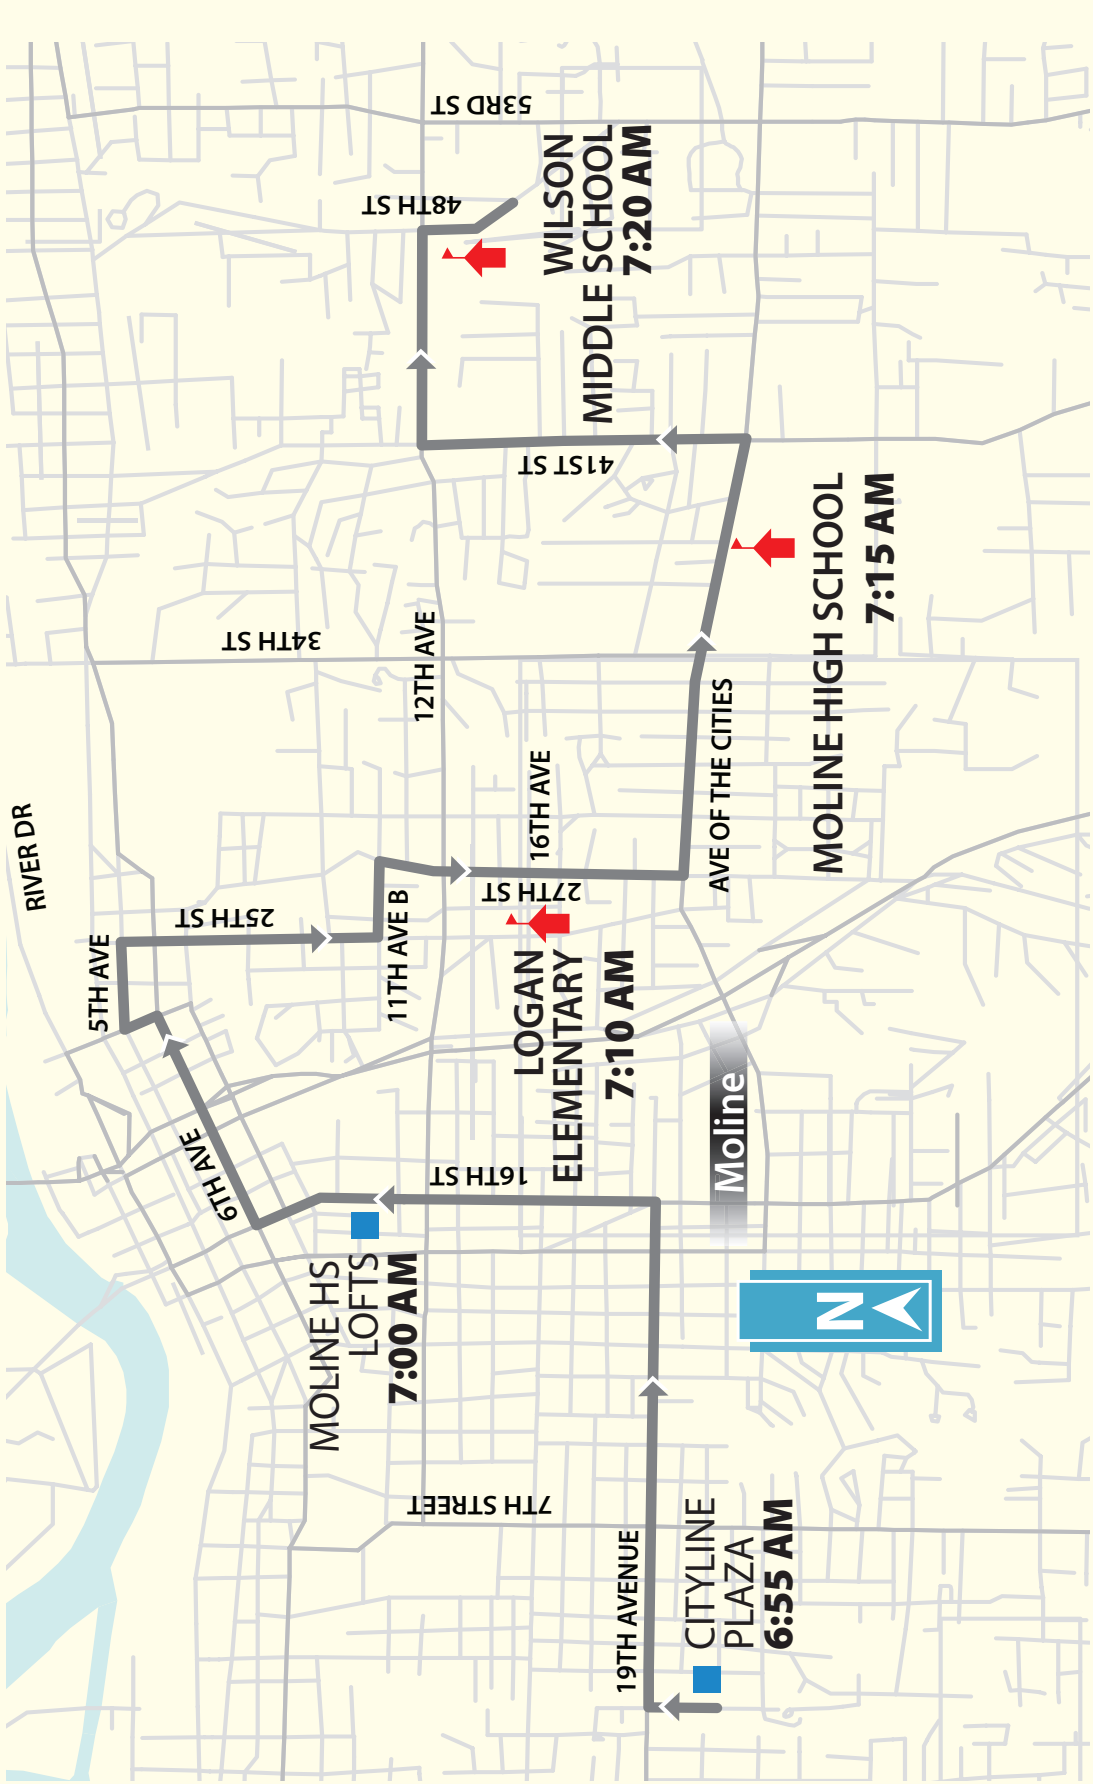 53RD ST
48TH ST
WILSON
MIDDLE SCHOOL
7:20 AM
41ST ST
MOLINE HIGH SCHOOL
7:15 AM
34TH ST
12TH AVE
AVE OF THE CITIES
16TH AVE
27TH ST
RIVER DR
25TH ST
5TH AVE
11TH AVE B
LOGAN
ELEMENTARY
7:10 AM
Moline
6TH AVE
16TH ST
MOLINE HS
LOFTS
7:00 AM
N
7TH STREET
19TH AVENUE
CITYLINE
PLAZA
6:55 AM